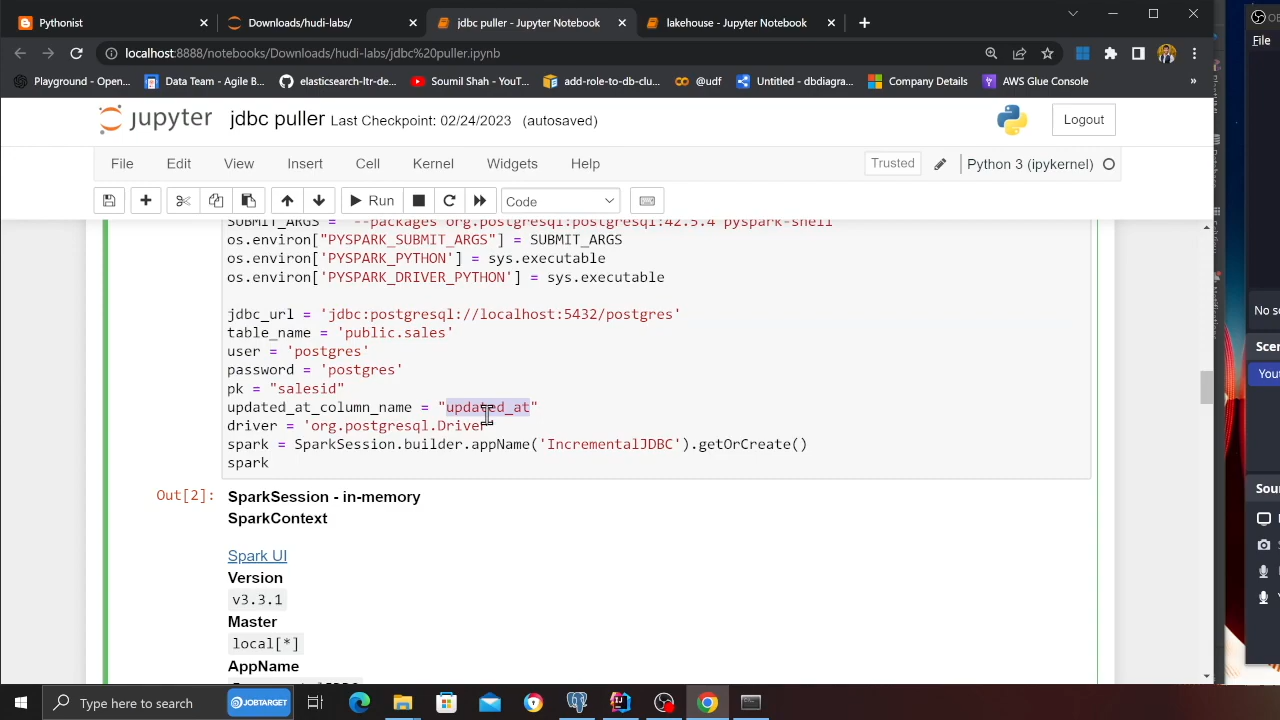 Pythonist
Downloads/hudi-labs/
jdbc puller - Jupyter Notebook
lakehouse - Jupyter Notebook
localhost:8888/notebooks/Downloads/hudi-labs/jdbc%20puller.ipynb
File
Playground - Open...
Data Team - Agile B...
elasticsearch-ltr-de...
Soumil Shah - YouT...
add-role-to-db-clu...
@udf
Untitled - dbdiagra...
Company Details
AWS Glue Console
jupyter
jdbc puller Last Checkpoint: 02/24/2023 (autosaved)
Logout
File Edit View Insert Cell Kernel Widgets Help
Trusted
Python 3 (ipykernel)
Run
Code
SUBMIT_ARGS = "--packages org.postgresql:postgresql:42.5.4 pyspark-shell
os.environ["PYSPARK_SUBMIT_ARGS"] = SUBMIT_ARGS
os.environ['PYSPARK_PYTHON'] = sys.executable
os.environ['PYSPARK_DRIVER_PYTHON'] = sys.executable
jdbc_url = 'jdbc:postgresql://localhost:5432/postgres'
table_name = 'public.sales'
user = 'postgres'
password = 'postgres'
pk = "salesid"
updated_at_column_name = "updated_at"
driver = 'org.postgresql.Driver'
spark = SparkSession.builder.appName('IncrementalJDBC').getOrCreate()
spark
Out[2]:
SparkSession - in-memory
SparkContext
Spark UI
Version
v3.3.1
Master
local[*]
AppName
No so
Scen
Yout
Sour
Type here to search
JOBTARGET